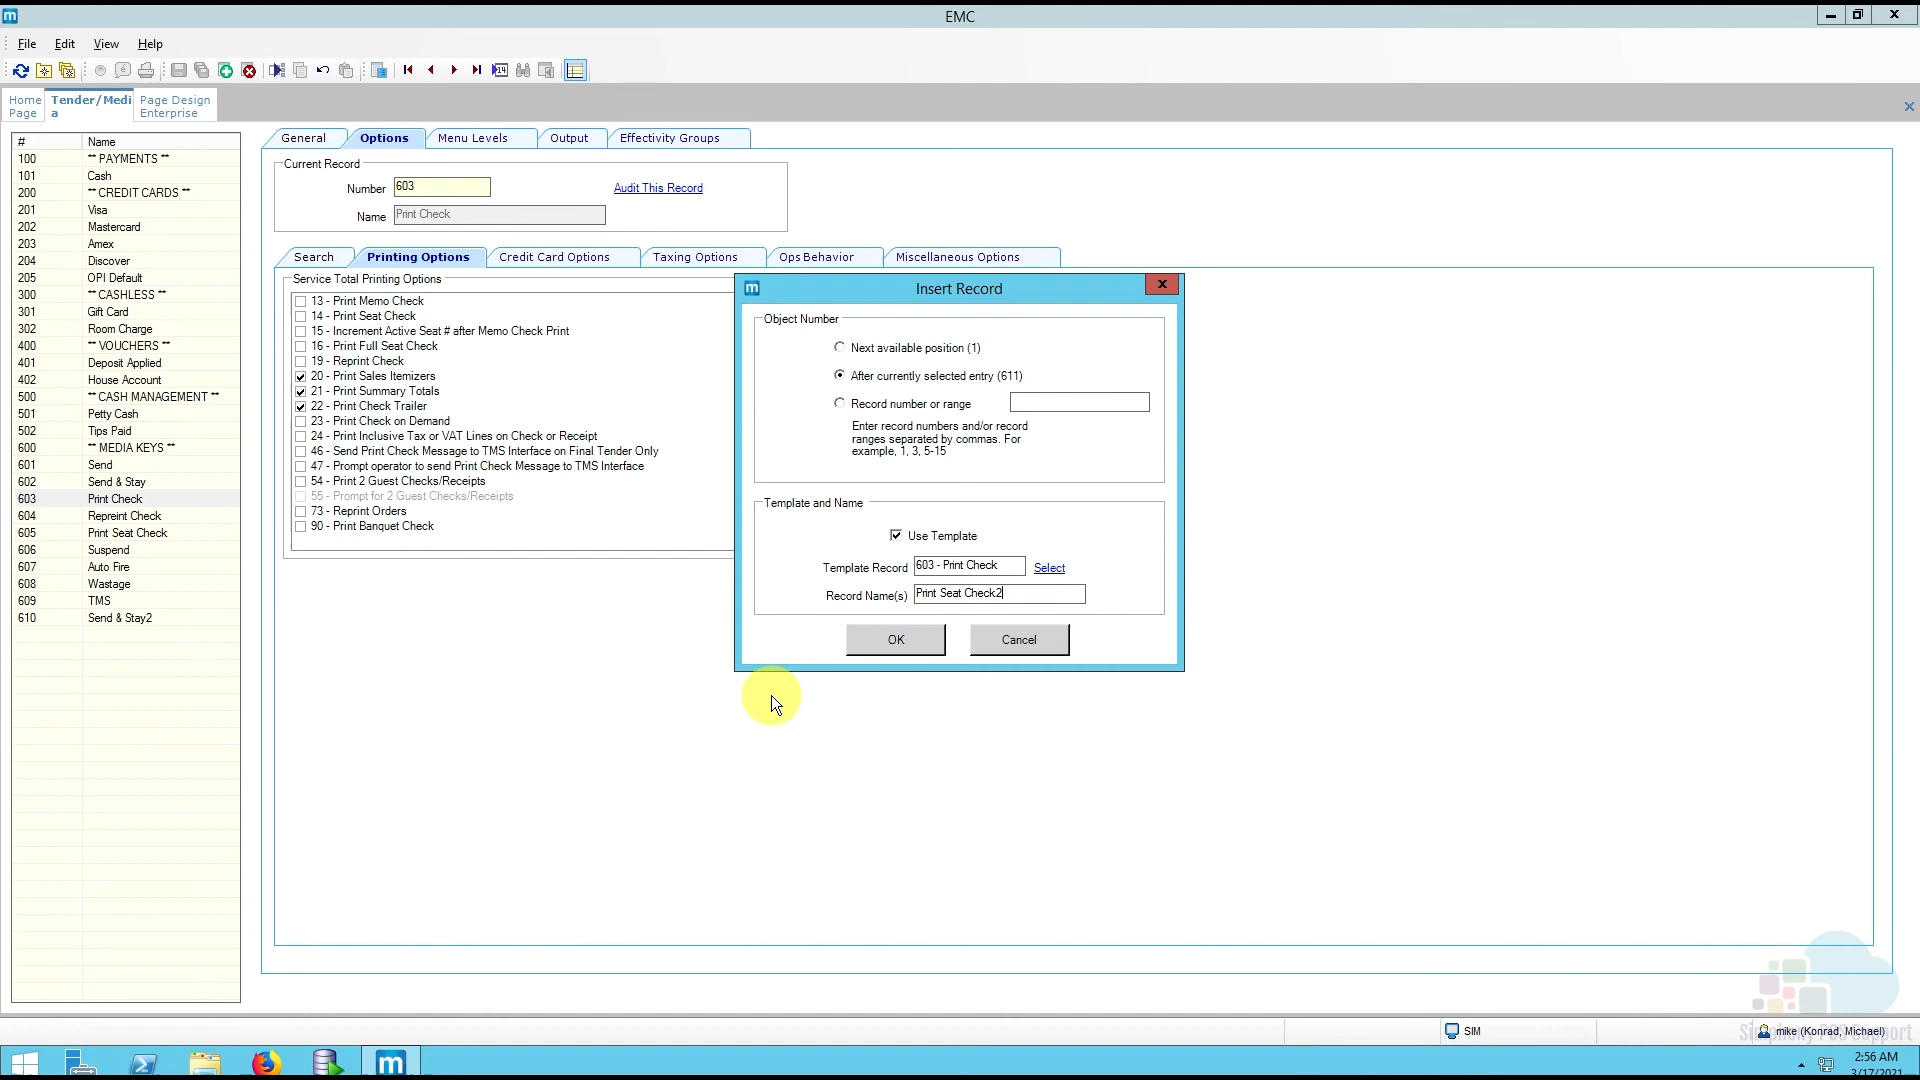 EMC
File Edit View Help
Home Page
Tender/Media
Page Design Enterprise
# Name
100 ** PAYMENTS **
101 Cash
200 ** CREDIT CARDS **
201 Visa
202 Mastercard
203 Amex
204 Discover
205 OPI Default
300 ** CASHLESS **
301 Gift Card
302 Room Charge
400 ** VOUCHERS **
401 Deposit Applied
402 House Account
500 ** CASH MANAGEMENT **
501 Petty Cash
502 Tips Paid
600 ** MEDIA KEYS **
601 Send
602 Send & Stay
603 Print Check
604 Repreint Check
605 Print Seat Check
606 Suspend
607 Auto Fire
608 Wastage
609 TMS
610 Send & Stay2
General Options Menu Levels Output Effectivity Groups
Current Record
Number 603 Audit This Record
Name Print Check
Search Printing Options Credit Card Options Taxing Options Ops Behavior Miscellaneous Options
Service Total Printing Options
13 - Print Memo Check
14 - Print Seat Check
15 - Increment Active Seat # after Memo Check Print
16 - Print Full Seat Check
19 - Reprint Check
20 - Print Sales Itemizers
21 - Print Summary Totals
22 - Print Check Trailer
23 - Print Check on Demand
24 - Print Inclusive Tax or VAT Lines on Check or Receipt
46 - Send Print Check Message to TMS Interface on Final Tender Only
47 - Prompt operator to send Print Check Message to TMS Interface
54 - Print 2 Guest Checks/Receipts
55 - Prompt for 2 Guest Checks/Receipts
73 - Reprint Orders
90 - Print Banquet Check
Insert Record
Object Number
Next available position (1)
After currently selected entry (611)
Record number or range
Enter record numbers and/or record
ranges separated by commas. For
example, 1, 3, 5-15
Template and Name
Use Template
Template Record 603 - Print Check Select
Record Name(s) Print Seat Check2
OK Cancel
SIM
mike (Konrad, Michael)
2:56 AM
3/17/2021